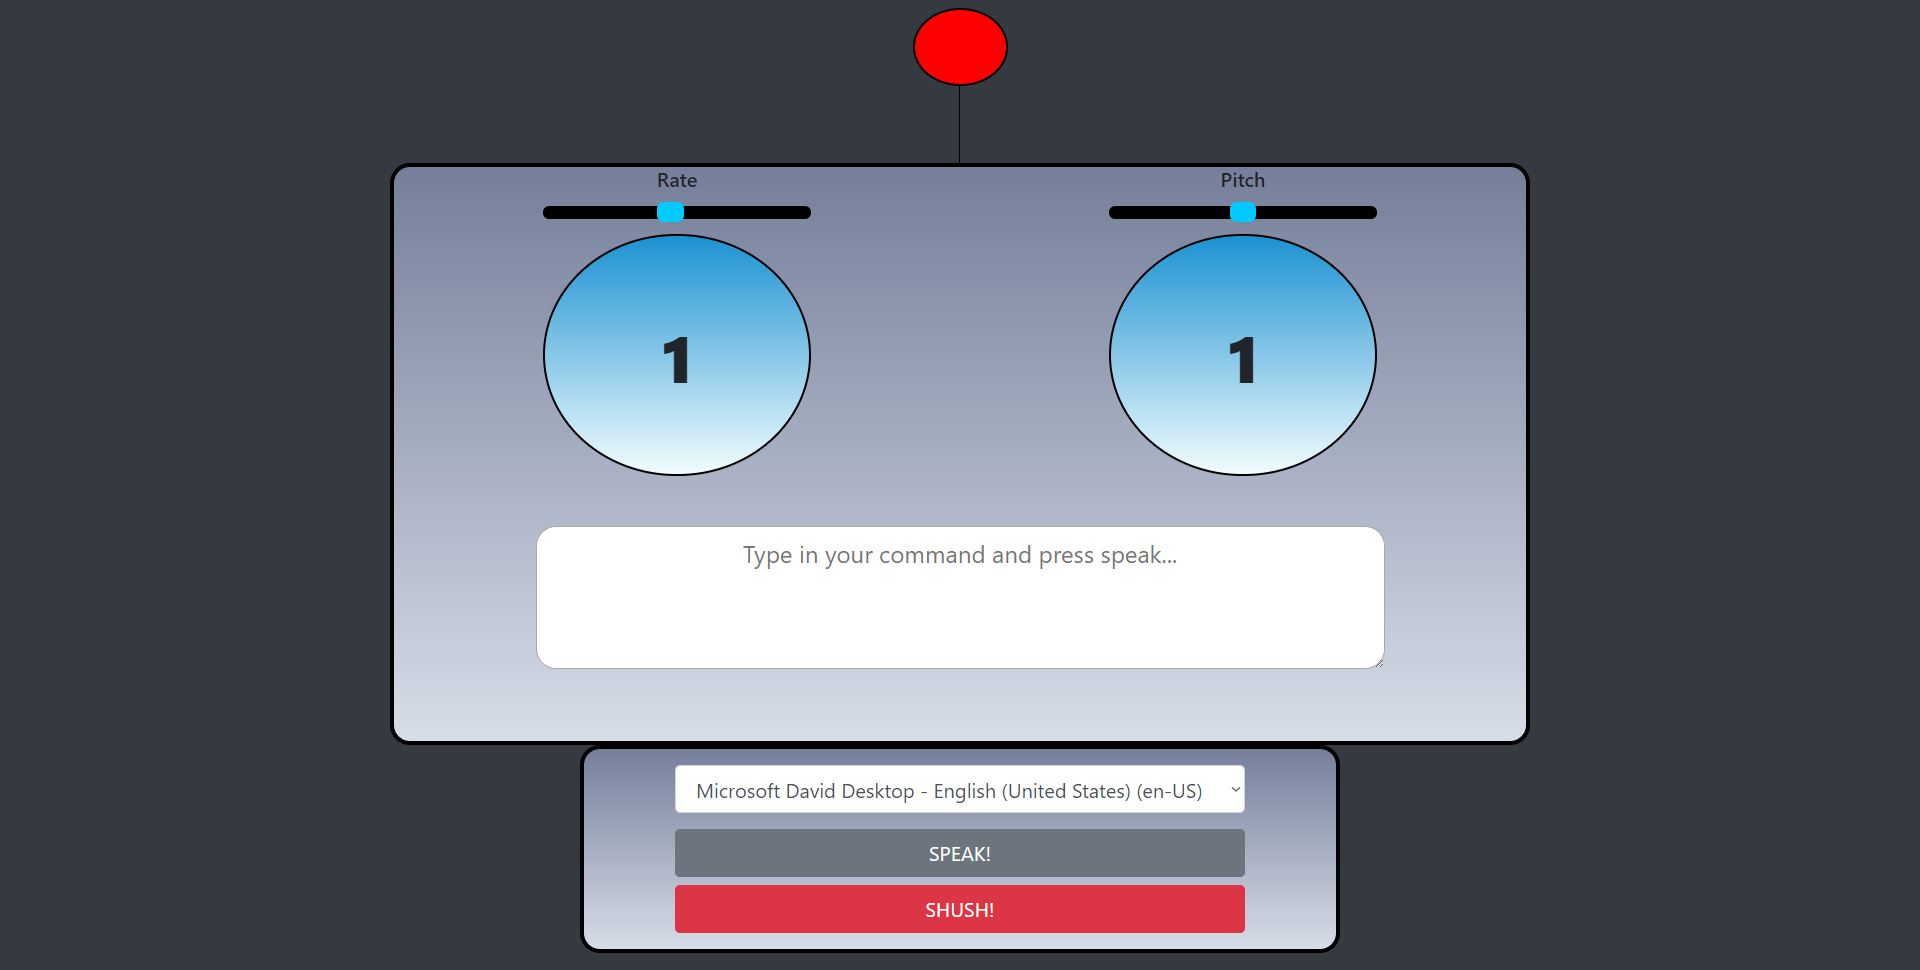 Rate
Pitch
1
1
Type in your command and press speak...
Microsoft David Desktop - English (United States) (en-US)
SPEAK!
SHUSH!